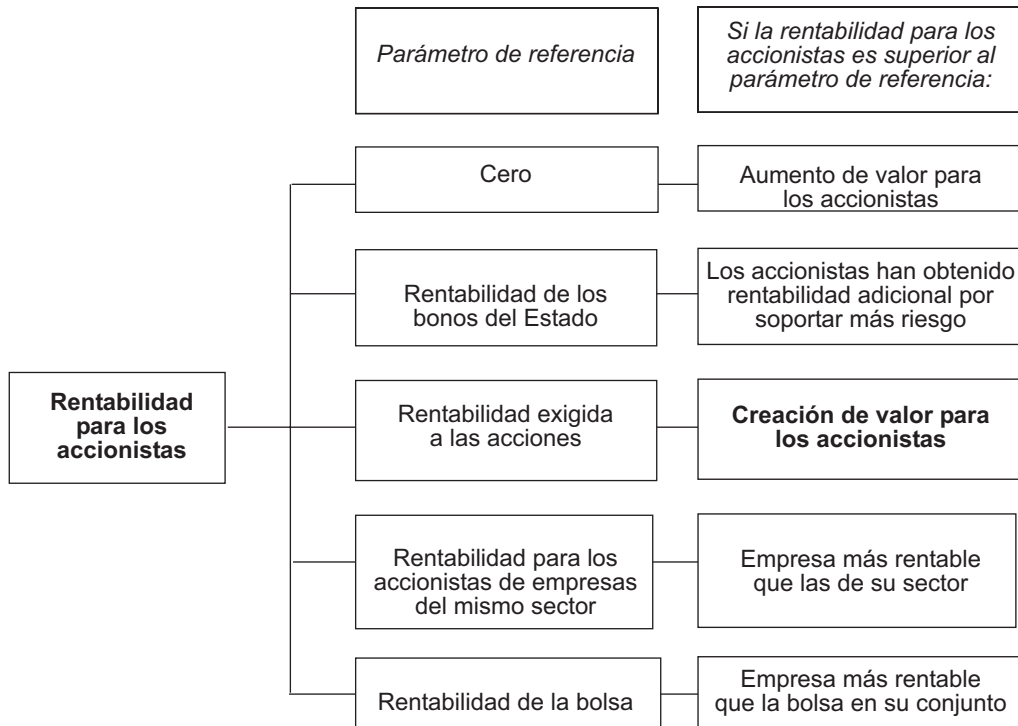 Parámetro de referencia
Si la rentabilidad para los
accionistas es superior al
parámetro de referencia:
Cero
Aumento de valor para
los accionistas
Rentabilidad de los
bonos del Estado
Los accionistas han obtenido
rentabilidad adicional por
soportar más riesgo
Rentabilidad
para los
accionistas
Rentabilidad exigida
a las acciones
Creación de valor para
los accionistas
Rentabilidad para los
accionistas de empresas
del mismo sector
Empresa más rentable
que las de su sector
Rentabilidad de la bolsa
Empresa más rentable
que la bolsa en su conjunto